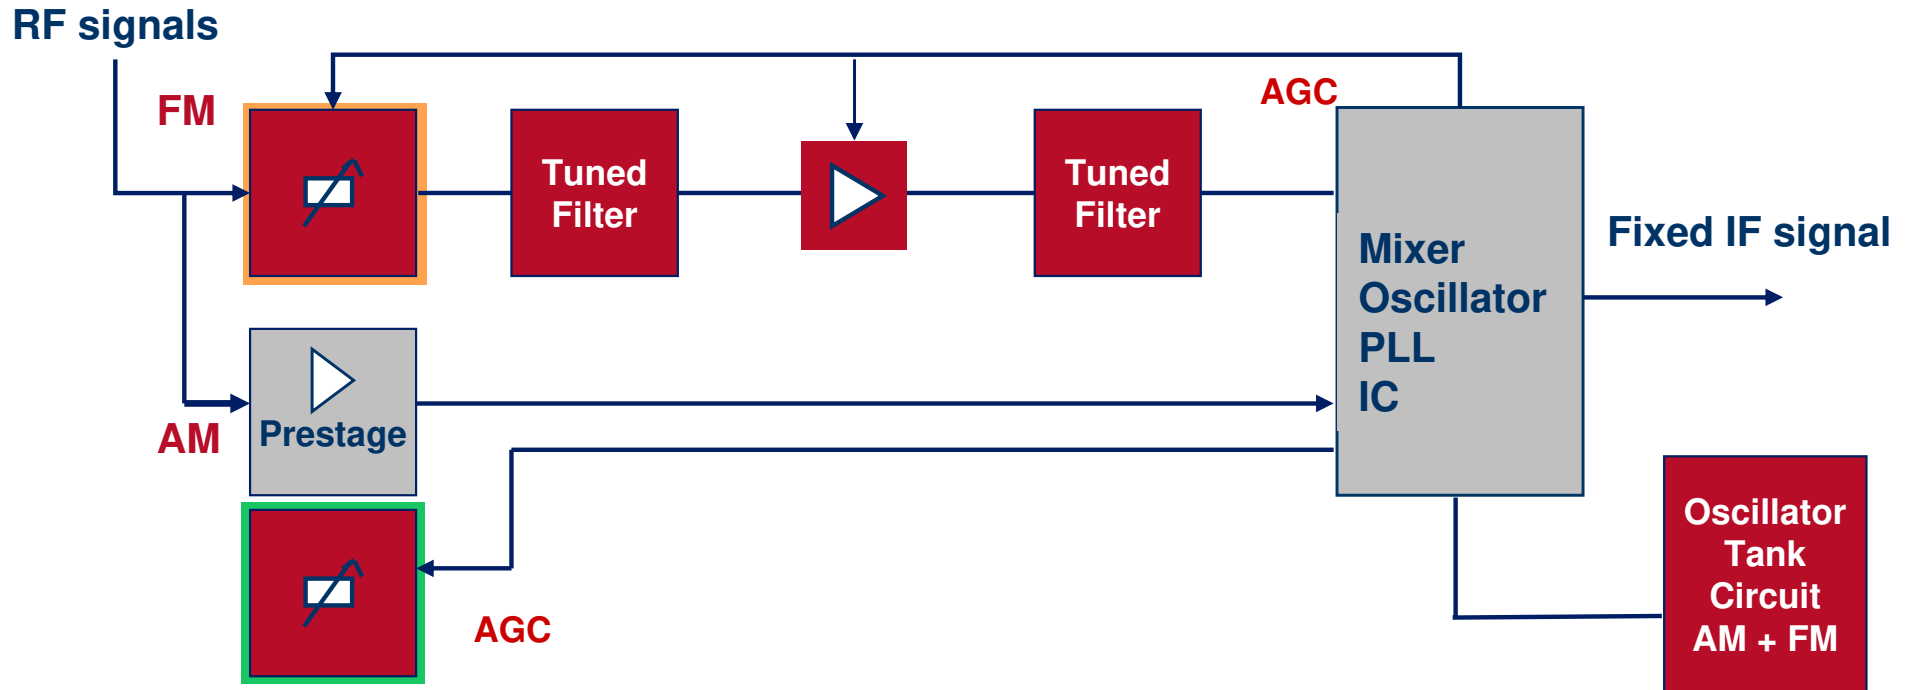 RF signals
FM
AGC
Tuned
Filter
Tuned
Filter
Mixer
Oscillator
PLL
IC
Fixed IF signal
AM
Prestage
AGC
Oscillator
Tank
Circuit
AM + FM